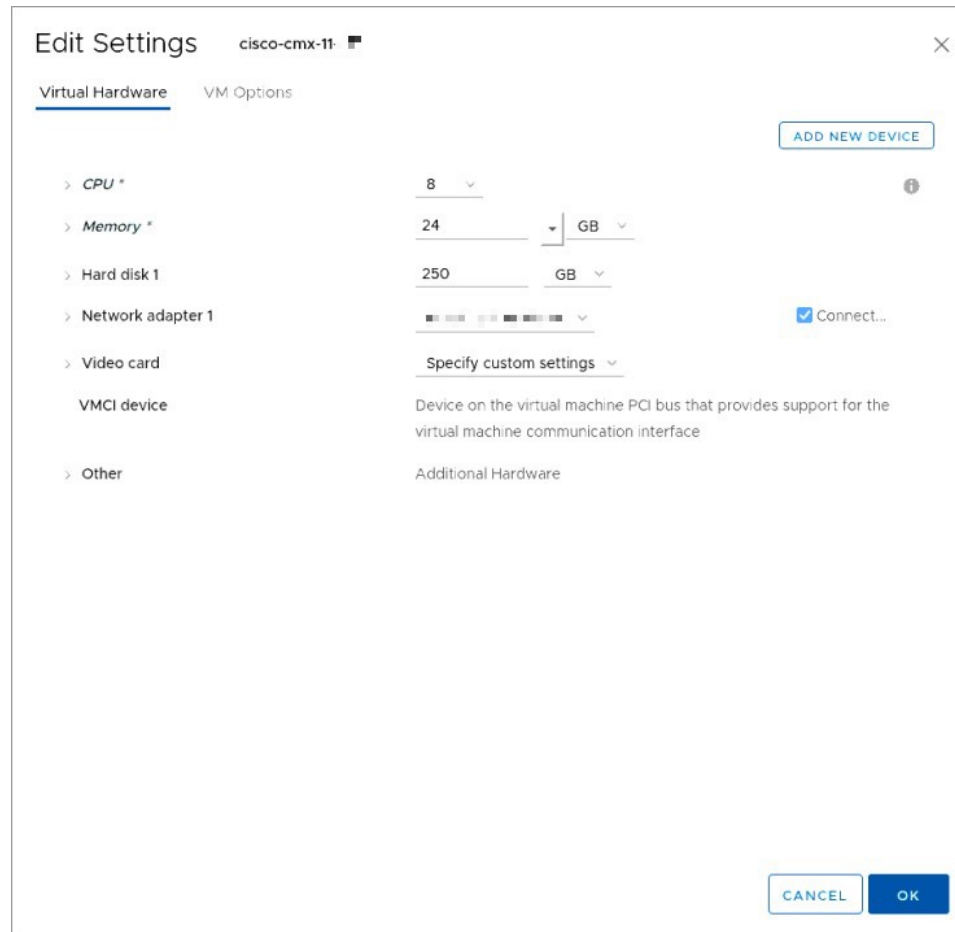 Edit Settings cisco-cmx-11-
Virtual Hardware VM Options
ADD NEW DEVICE
CPU * 8
Memory * 24 GB
Hard disk 1 250 GB
Network adapter 1 Connect...
Video card Specify custom settings
VMCI device Device on the virtual machine PCI bus that provides support for the
virtual machine communication interface
Other Additional Hardware
CANCEL OK